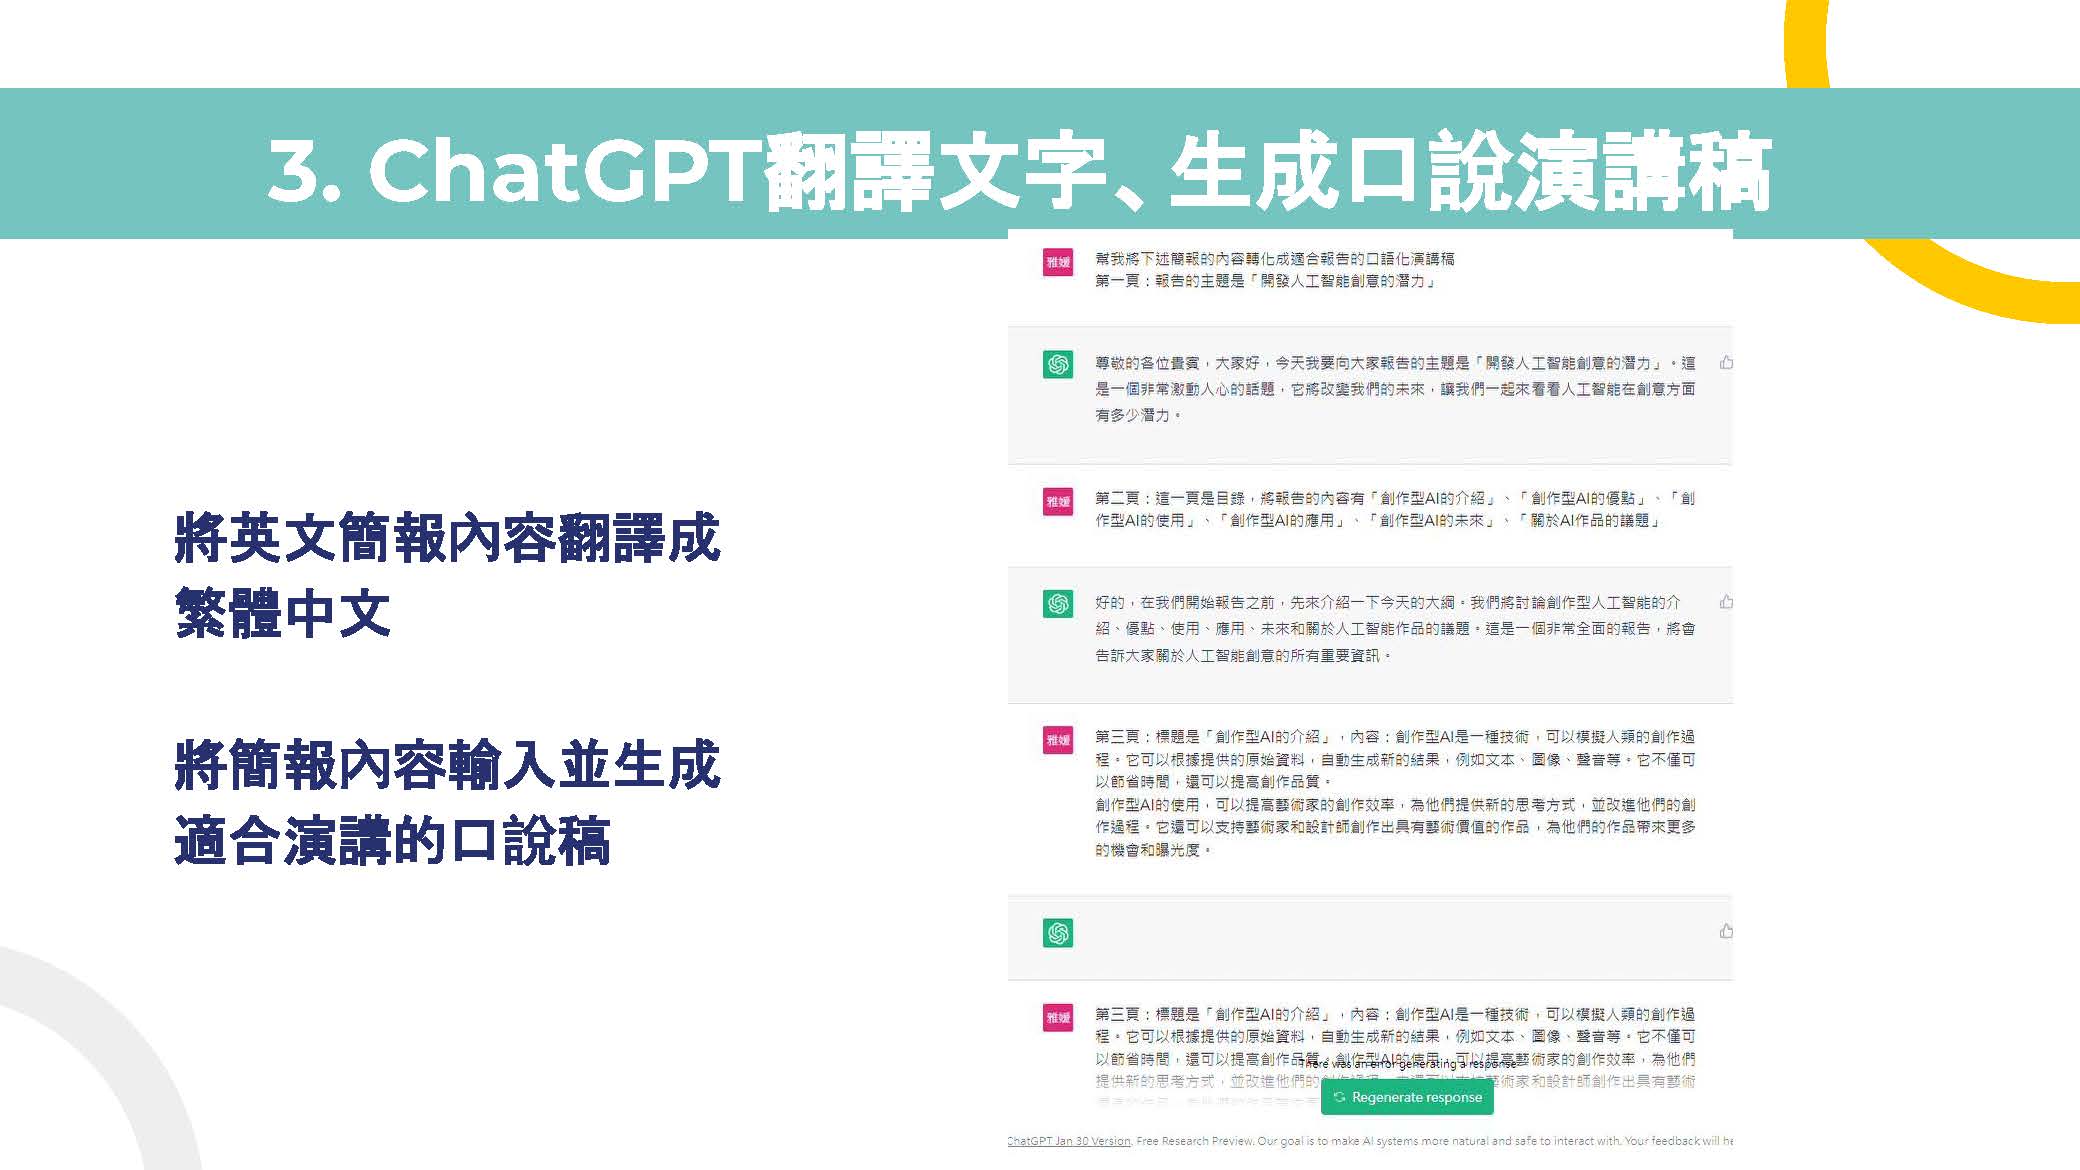 3. ChatGPT翻譯文字、生成口說演講稿
將英文簡報內容翻譯成
繁體中文
將簡報內容輸入並生成
適合演講的口說稿
雅媛
幫我將下述簡報的內容轉化成適合報告的口語化演講稿
第一頁：報告的主題是「開發人工智能創意的潛力」
尊敬的各位貴賓，大家好，今天我要向大家報告的主題是「開發人工智能創意的潛力」。這
是一個非常激動人心的話題，它將改變我們的未來，讓我們一起來看看人工智能在創意方面
有多少潛力。
雅媛
第二頁：這一頁是目錄，將報告的內容有「創作型AI的介紹」、「創作型AI的優點」、「創
作型AI的使用」、「創作型AI的應用」、「創作型AI的未來」、「關於AI作品的議題」
好的，在我們開始報告之前，先來介紹一下今天的大綱。我們將討論創作型人工智能的介
紹、優點、使用、應用、未來和關於人工智能作品的議題。這是一個非常全面的報告，將會
告訴大家關於人工智能創意的所有重要資訊。
雅媛
第三頁：標題是「創作型AI的介紹」，內容：創作型AI是一種技術，可以模擬人類的創作過
程。它可以根據提供的原始資料，自動生成新的結果，例如文本、圖像、聲音等。它不僅可
以節省時間，還可以提高創作品質。
創作型AI的使用，可以提高藝術家的創作效率，為他們提供新的思考方式，並改進他們的創
作過程。它還可以支持藝術家和設計師創作出具有藝術價值的作品，為他們的作品帶來更多
的機會和曝光度。
雅媛
第三頁：標題是「創作型AI的介紹」，內容：創作型AI是一種技術，可以模擬人類的創作過
程。它可以根據提供的原始資料，自動生成新的結果，例如文本、圖像、聲音等。它不僅可
以節省時間，還可以提高創作品質。創作型AI的使用，可以提高藝術家的創作效率，為他們
There was an error generating a response
提供新的思考方式，並改進他們的 術家和設計師創作出具有藝術
Regenerate response
ChatGPT Jan 30 Version. Free Research Preview. Our goal is to make AI systems more natural and safe to interact with. Your feedback will he